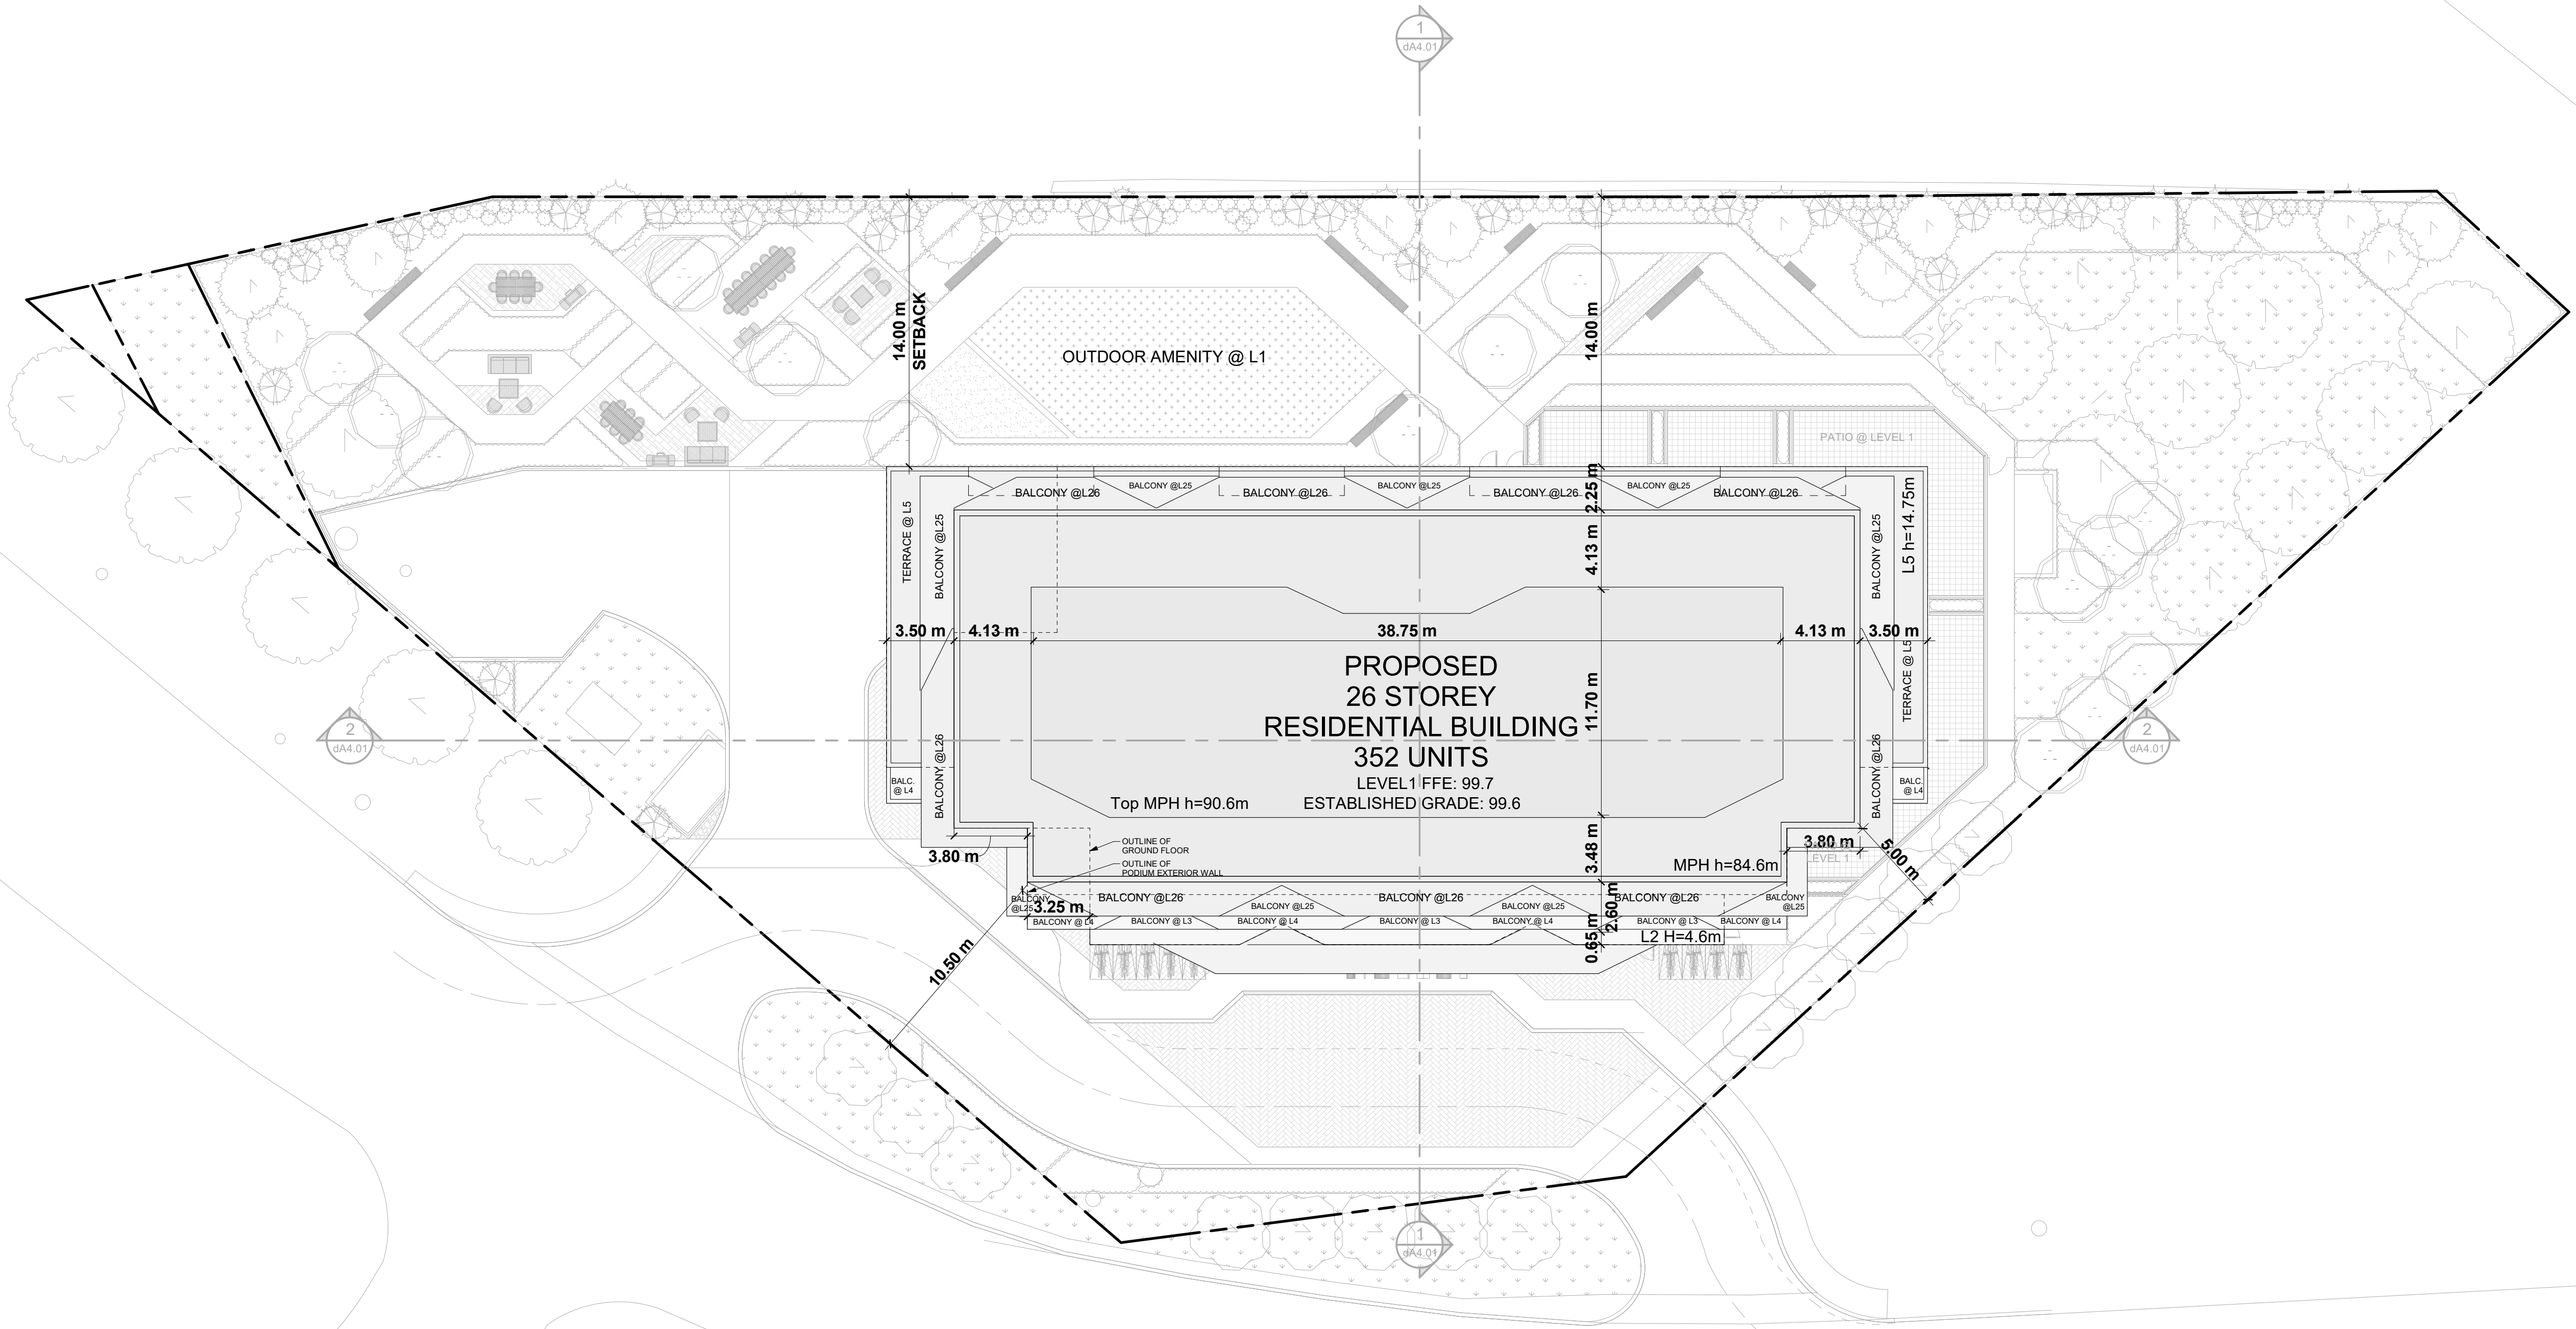 1
dA4.01
14.00 m
SETBACK
14.00 m
OUTDOOR AMENITY @ L1
PATIO @ LEVEL 1
BALCONY @L26
BALCONY @L25
BALCONY @L26
BALCONY @L25
BALCONY @L26
BALCONY @L25
BALCONY @L26
2.25 m
TERRACE @ L5
BALCONY @L25
4.13 m
BALCONY @L25
L5 h=14.75m
3.50 m
4.13 m
38.75 m
4.13 m
3.50 m
PROPOSED
26 STOREY
RESIDENTIAL BUILDING
352 UNITS
LEVEL1 FFE: 99.7
ESTABLISHED GRADE: 99.6
Top MPH h=90.6m
11.70 m
TERRACE @ L5
2
dA4.01
2
dA4.01
BALCONY @L26
BALCONY @L26
BALC.
@ L4
BALC.
@ L4
OUTLINE OF
GROUND FLOOR
OUTLINE OF
PODIUM EXTERIOR WALL
3.80 m
3.48 m
MPH h=84.6m
3.80 m
LEVEL 1
5.00 m
BALCONY
@L25
3.25 m
BALCONY @L26
BALCONY @L25
BALCONY @L26
BALCONY @L25
BALCONY @L26
BALCONY
@L25
2.60 m
BALCONY @ L4
BALCONY @ L3
BALCONY @ L4
BALCONY @ L3
BALCONY @ L4
BALCONY @ L3
BALCONY @ L4
0.65 m
L2 H=4.6m
10.50 m
1
dA4.01